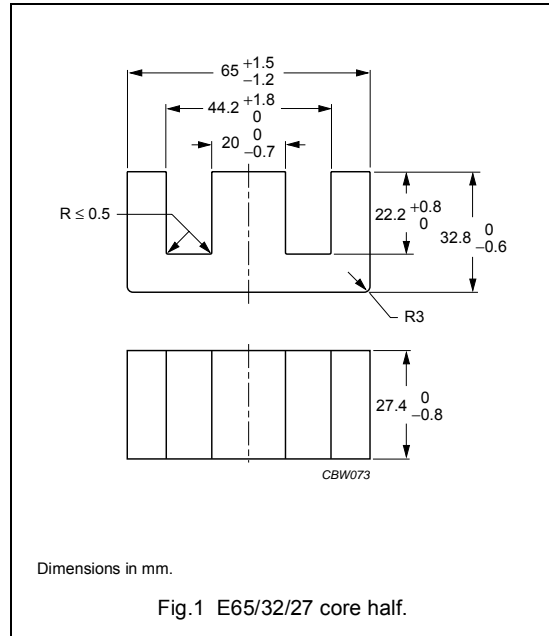 65 +1.5 −1.2
44.2 +1.8 0
20 0 −0.7
R ≤ 0.5
22.2 +0.8 0
32.8 0 −0.6
R3
27.4 0 −0.8
CBW073
Dimensions in mm.
Fig.1 E65/32/27 core half.